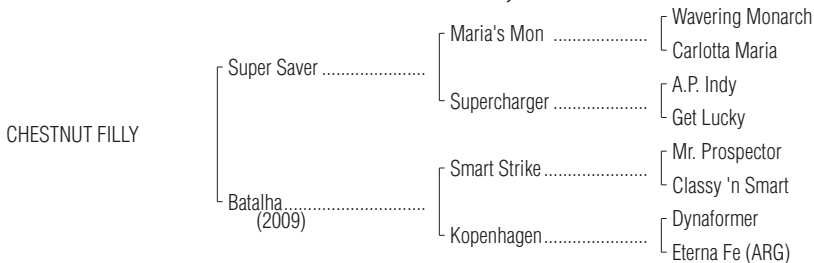 Wavering Monarch
Maria's Mon ....................
Carlotta Maria
Super Saver ......................
A.P. Indy
Supercharger ....................
Get Lucky
CHESTNUT FILLY
Mr. Prospector
Smart Strike ......................
Classy 'n Smart
Batalha ..............................
(2009)
Dynaformer
Kopenhagen ......................
Eterna Fe (ARG)